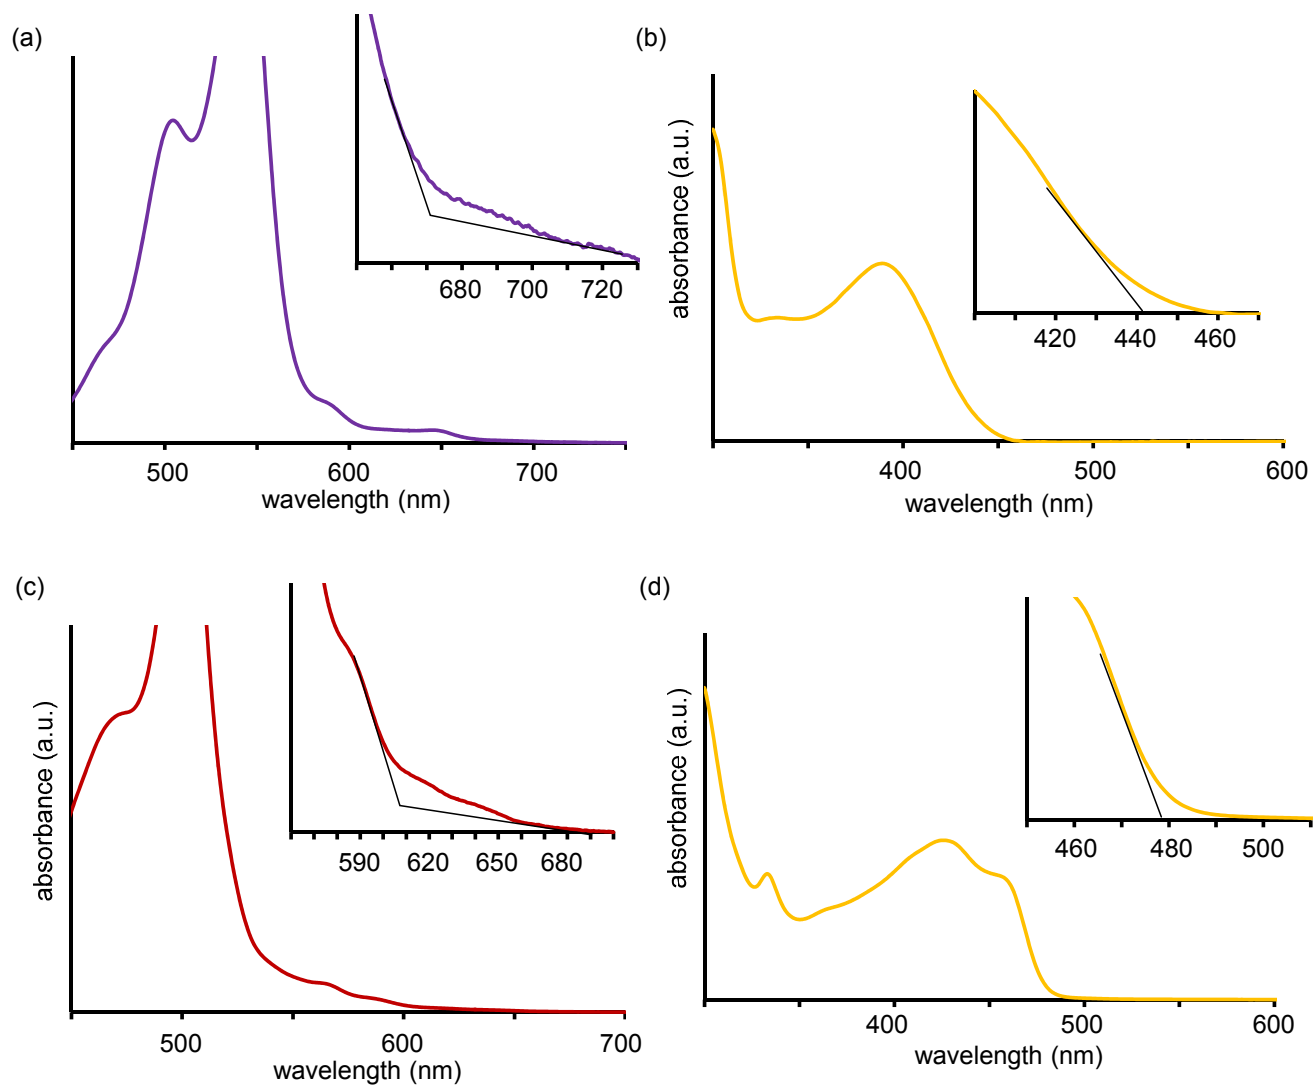 (a)
680 700 720
500 600 700
wavelength (nm)
(b)
absorbance (a.u.)
420 440 460
400 500 600
wavelength (nm)
(c)
absorbance (a.u.)
590 620 650 680
500 600 700
wavelength (nm)
(d)
absorbance (a.u.)
460 480 500
400 500 600
wavelength (nm)